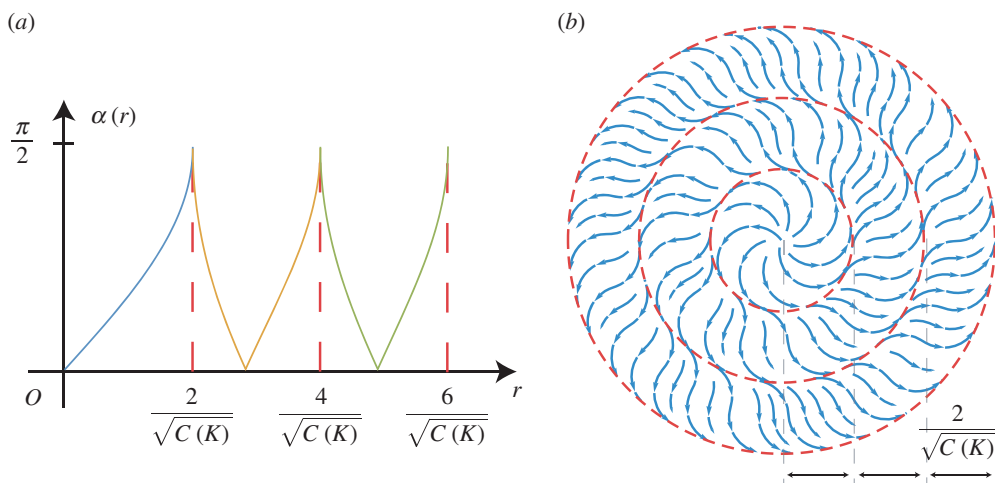 (a)
α(r)
π/2
O
2/√C(K)
4/√C(K)
6/√C(K)
r
(b)
2/√C(K)